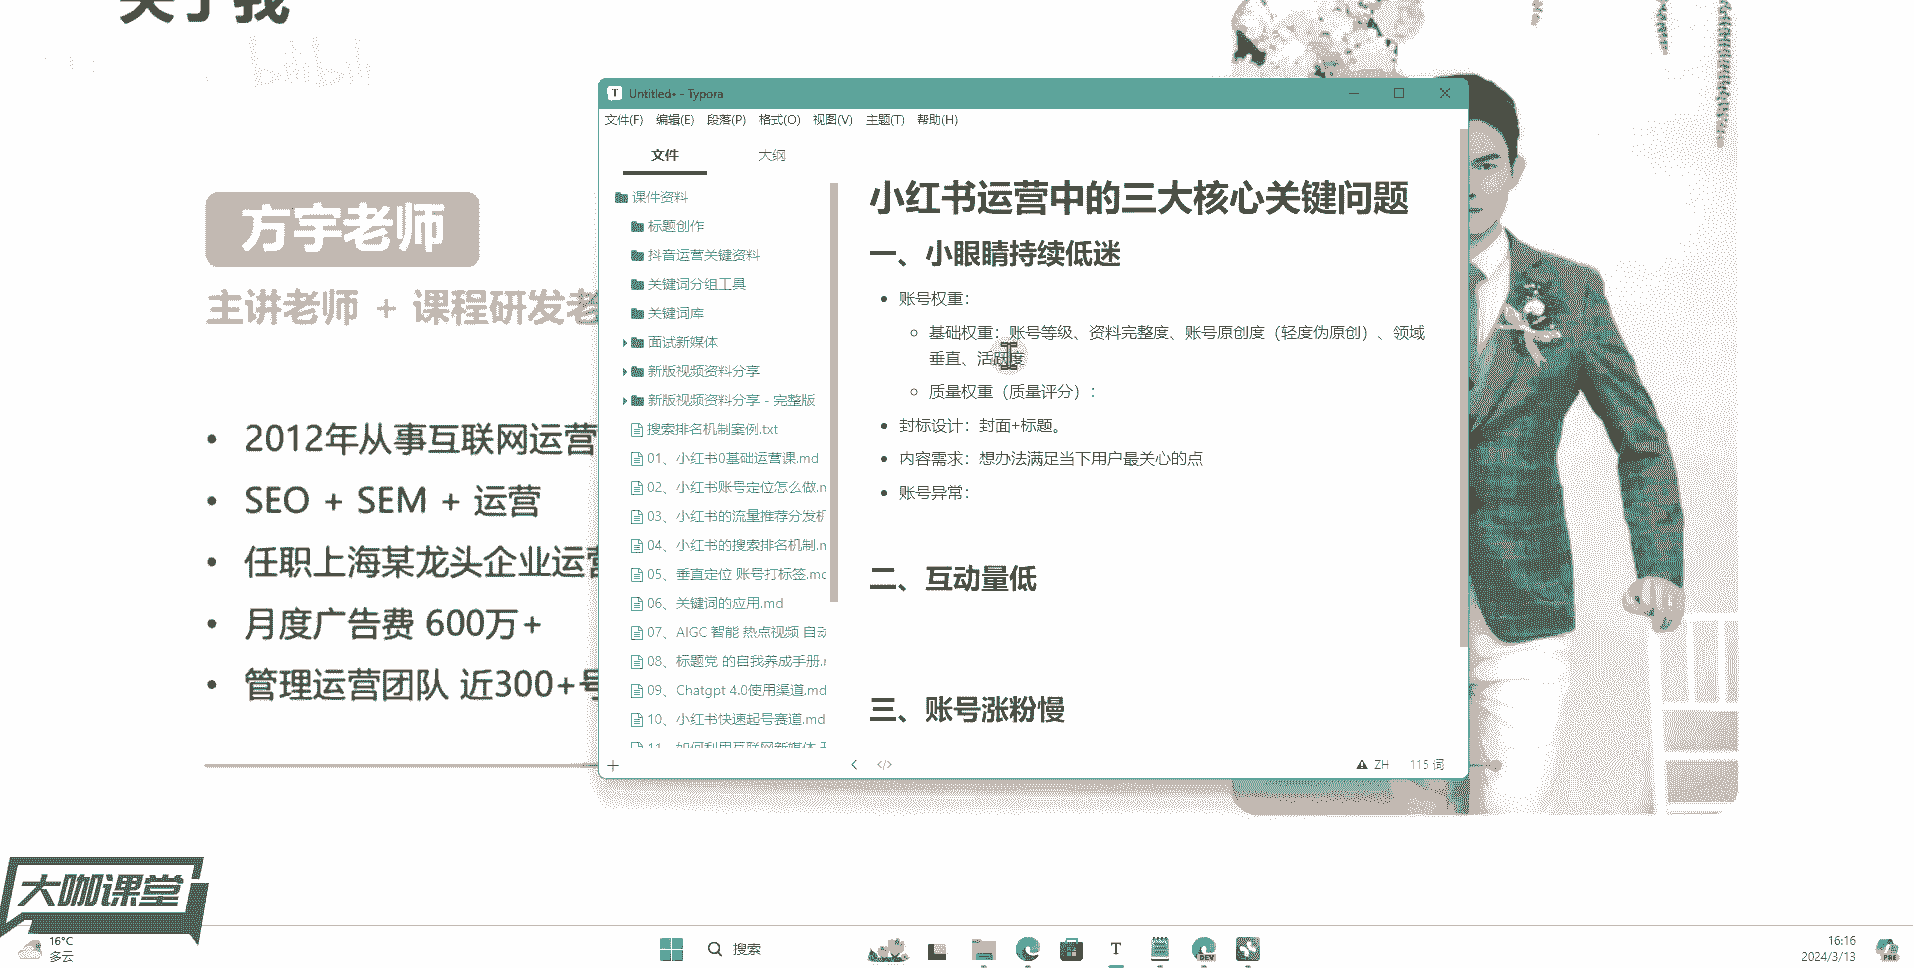 关于我
bilibili
方宇老师
主讲老师 + 课程研发老
2012年从事互联网运营
SEO + SEM + 运营
任职上海某龙头企业运营
月度广告费 600万+
管理运营团队 近300+号
Untitled• - Typora
文件(F) 编辑(E) 段落(P) 格式(O) 视图(V) 主题(T) 帮助(H)
文件 大纲
课件资料
标题创作
抖音运营关键资料
关键词分组工具
关键词库
面试新媒体
新版视频资料分享
新版视频资料分享 - 完整版
搜索排名机制案例.txt
01、小红书0基础运营课.md
02、小红书账号定位怎么做.n
03、小红书的流量推荐分发机
04、小红书的搜索排名机制.n
05、垂直定位 账号打标签.mc
06、关键词的应用.md
07、AIGC 智能 热点视频 自动
08、标题党 的自我养成手册.r
09、Chatgpt 4.0使用渠道.md
10、小红书快速起号赛道.md
11、如何利用互联网新媒体
小红书运营中的三大核心关键问题
一、小眼睛持续低迷
账号权重：
基础权重：账号等级、资料完整度、账号原创度（轻度伪原创）、领域
垂直、活跃度
质量权重（质量评分）：
封标设计：封面+标题。
内容需求：想办法满足当下用户最关心的点
账号异常：
二、互动量低
三、账号涨粉慢
ZH 115 词
大咖课堂
16°C
多云
搜索
T
DEV
16:16
2024/3/13
PRE